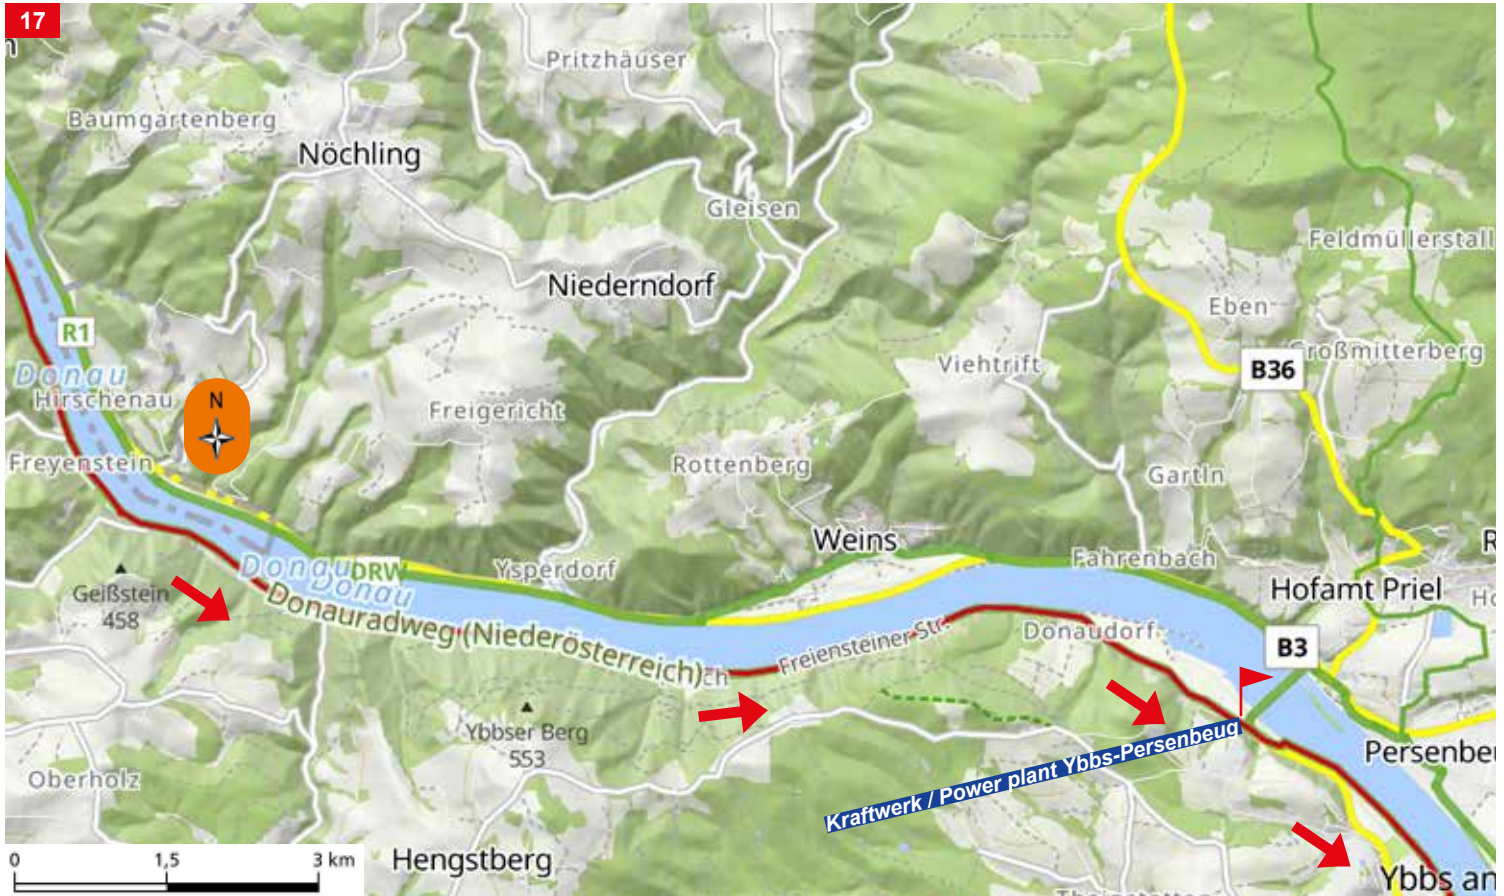 17
Pritzhäuser
Baumgartenberg
Nöchling
Gleisen
Feldmüllerstall
Niederndorf
Eben
R1
Großmitterberg
Viehtrift
B36
Donau
Hirschenau
N
Freigericht
Freyenstein
Rottenberg
Gartln
Weins
Fahrenbach
Donau
DRW
Ysperdorf
Donau
Hofamt Priel
Geißstein
458
Donauradweg (Niederösterreich)
Freiensteiner Str.
Donaudorf
B3
Ybbser Berg
553
Kraftwerk / Power plant Ybbs-Persenbeug
Persenbeu
Oberholz
0 1,5 3 km
Hengstberg
Ybbs an